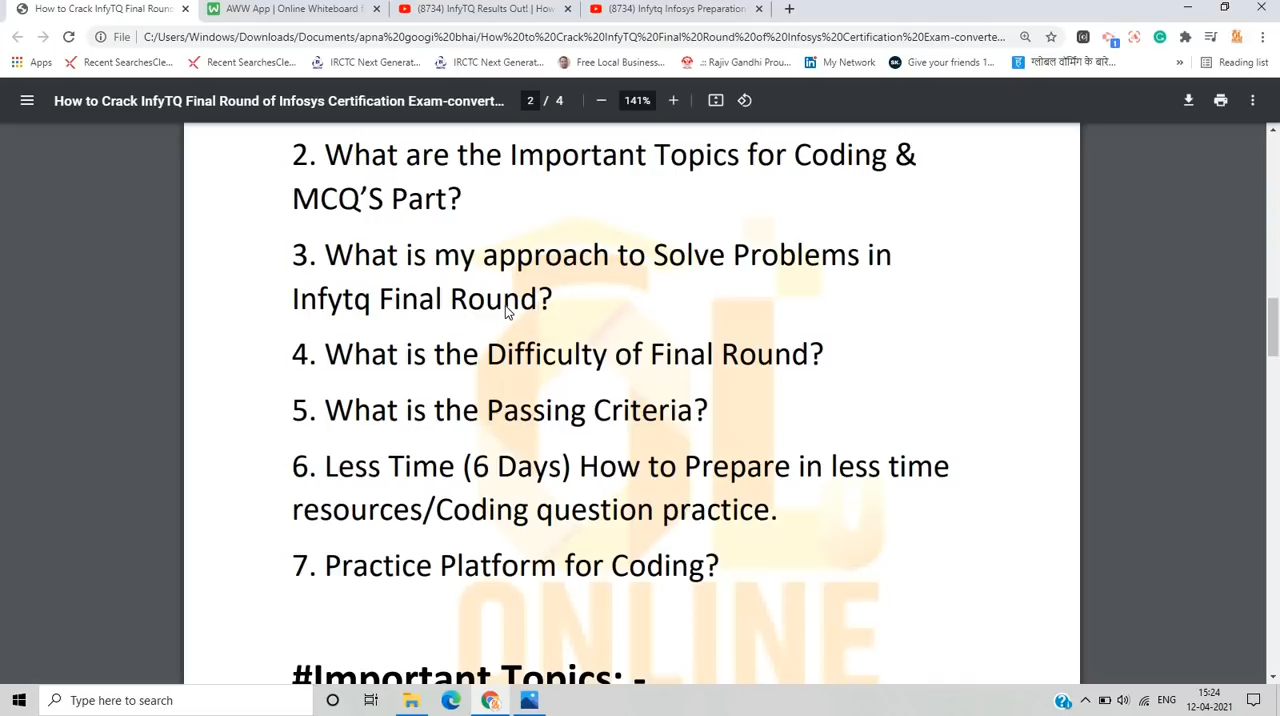 How to Crack InfyTQ Final Round
AWW App | Online Whiteboard f
(8734) InfyTQ Results Out! | How
(8734) Infytq Infosys Preparation
File
C:/Users/Windows/Downloads/Documents/apna%20googi%20bhai/How%20to%20Crack%20InfyTQ%20Final%20Round%20of%20Infosys%20Certification%20Exam-converte...
Apps
Recent SearchesCle...
Recent SearchesCle...
IRCTC Next Generat...
IRCTC Next Generat...
Free Local Business...
.:: Rajiv Gandhi Prou...
My Network
Give your friends 1...
ग्लोबल वॉर्मिंग के बारे...
Reading list
How to Crack InfyTQ Final Round of Infosys Certification Exam-convert...
2 / 4
141%
2. What are the Important Topics for Coding &
MCQ'S Part?
3. What is my approach to Solve Problems in
Infytq Final Round?
4. What is the Difficulty of Final Round?
5. What is the Passing Criteria?
6. Less Time (6 Days) How to Prepare in less time
resources/Coding question practice.
7. Practice Platform for Coding?
ONLINE
#Important Topics: -
Type here to search
ENG
15:24
12-04-2021